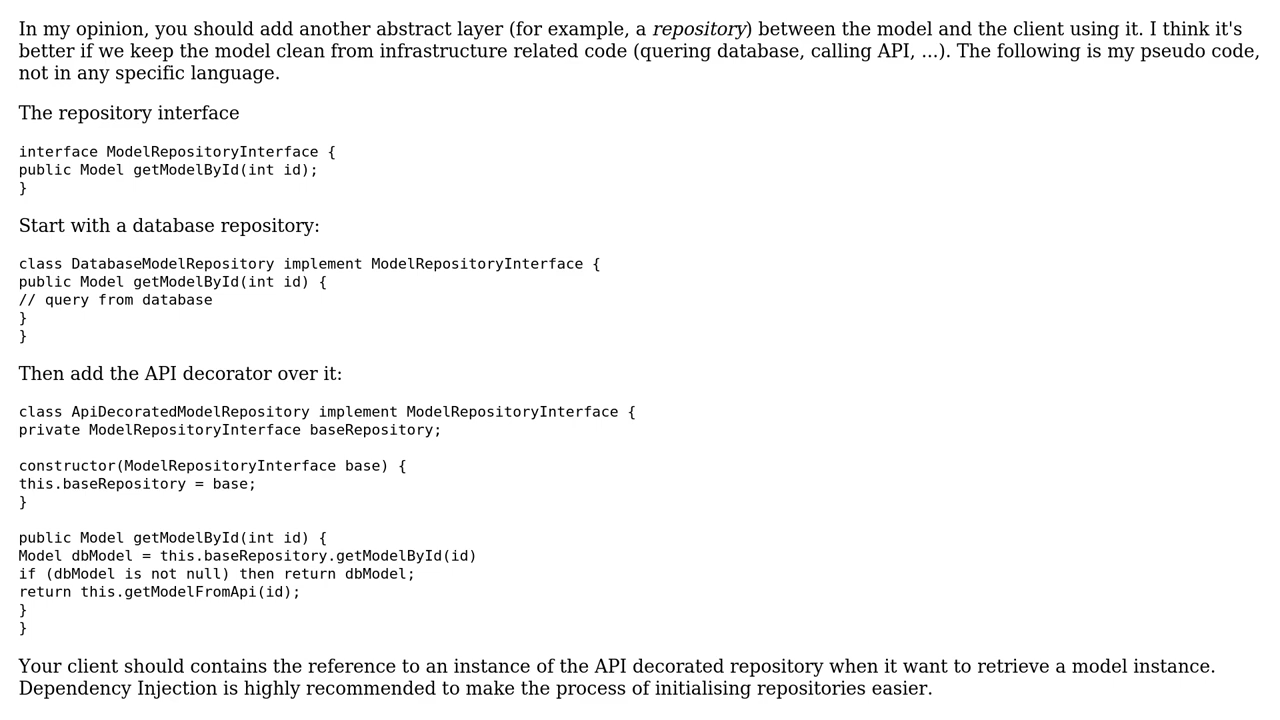 In my opinion, you should add another abstract layer (for example, a repository) between the model and the client using it. I think it's
better if we keep the model clean from infrastructure related code (quering database, calling API, ...). The following is my pseudo code,
not in any specific language.
The repository interface
interface ModelRepositoryInterface {
public Model getModelById(int id);
}
Start with a database repository:
class DatabaseModelRepository implement ModelRepositoryInterface {
public Model getModelById(int id) {
// query from database
}
}
Then add the API decorator over it:
class ApiDecoratedModelRepository implement ModelRepositoryInterface {
private ModelRepositoryInterface baseRepository;
constructor(ModelRepositoryInterface base) {
this.baseRepository = base;
}
public Model getModelById(int id) {
Model dbModel = this.baseRepository.getModelById(id)
if (dbModel is not null) then return dbModel;
return this.getModelFromApi(id);
}
}
Your client should contains the reference to an instance of the API decorated repository when it want to retrieve a model instance.
Dependency Injection is highly recommended to make the process of initialising repositories easier.